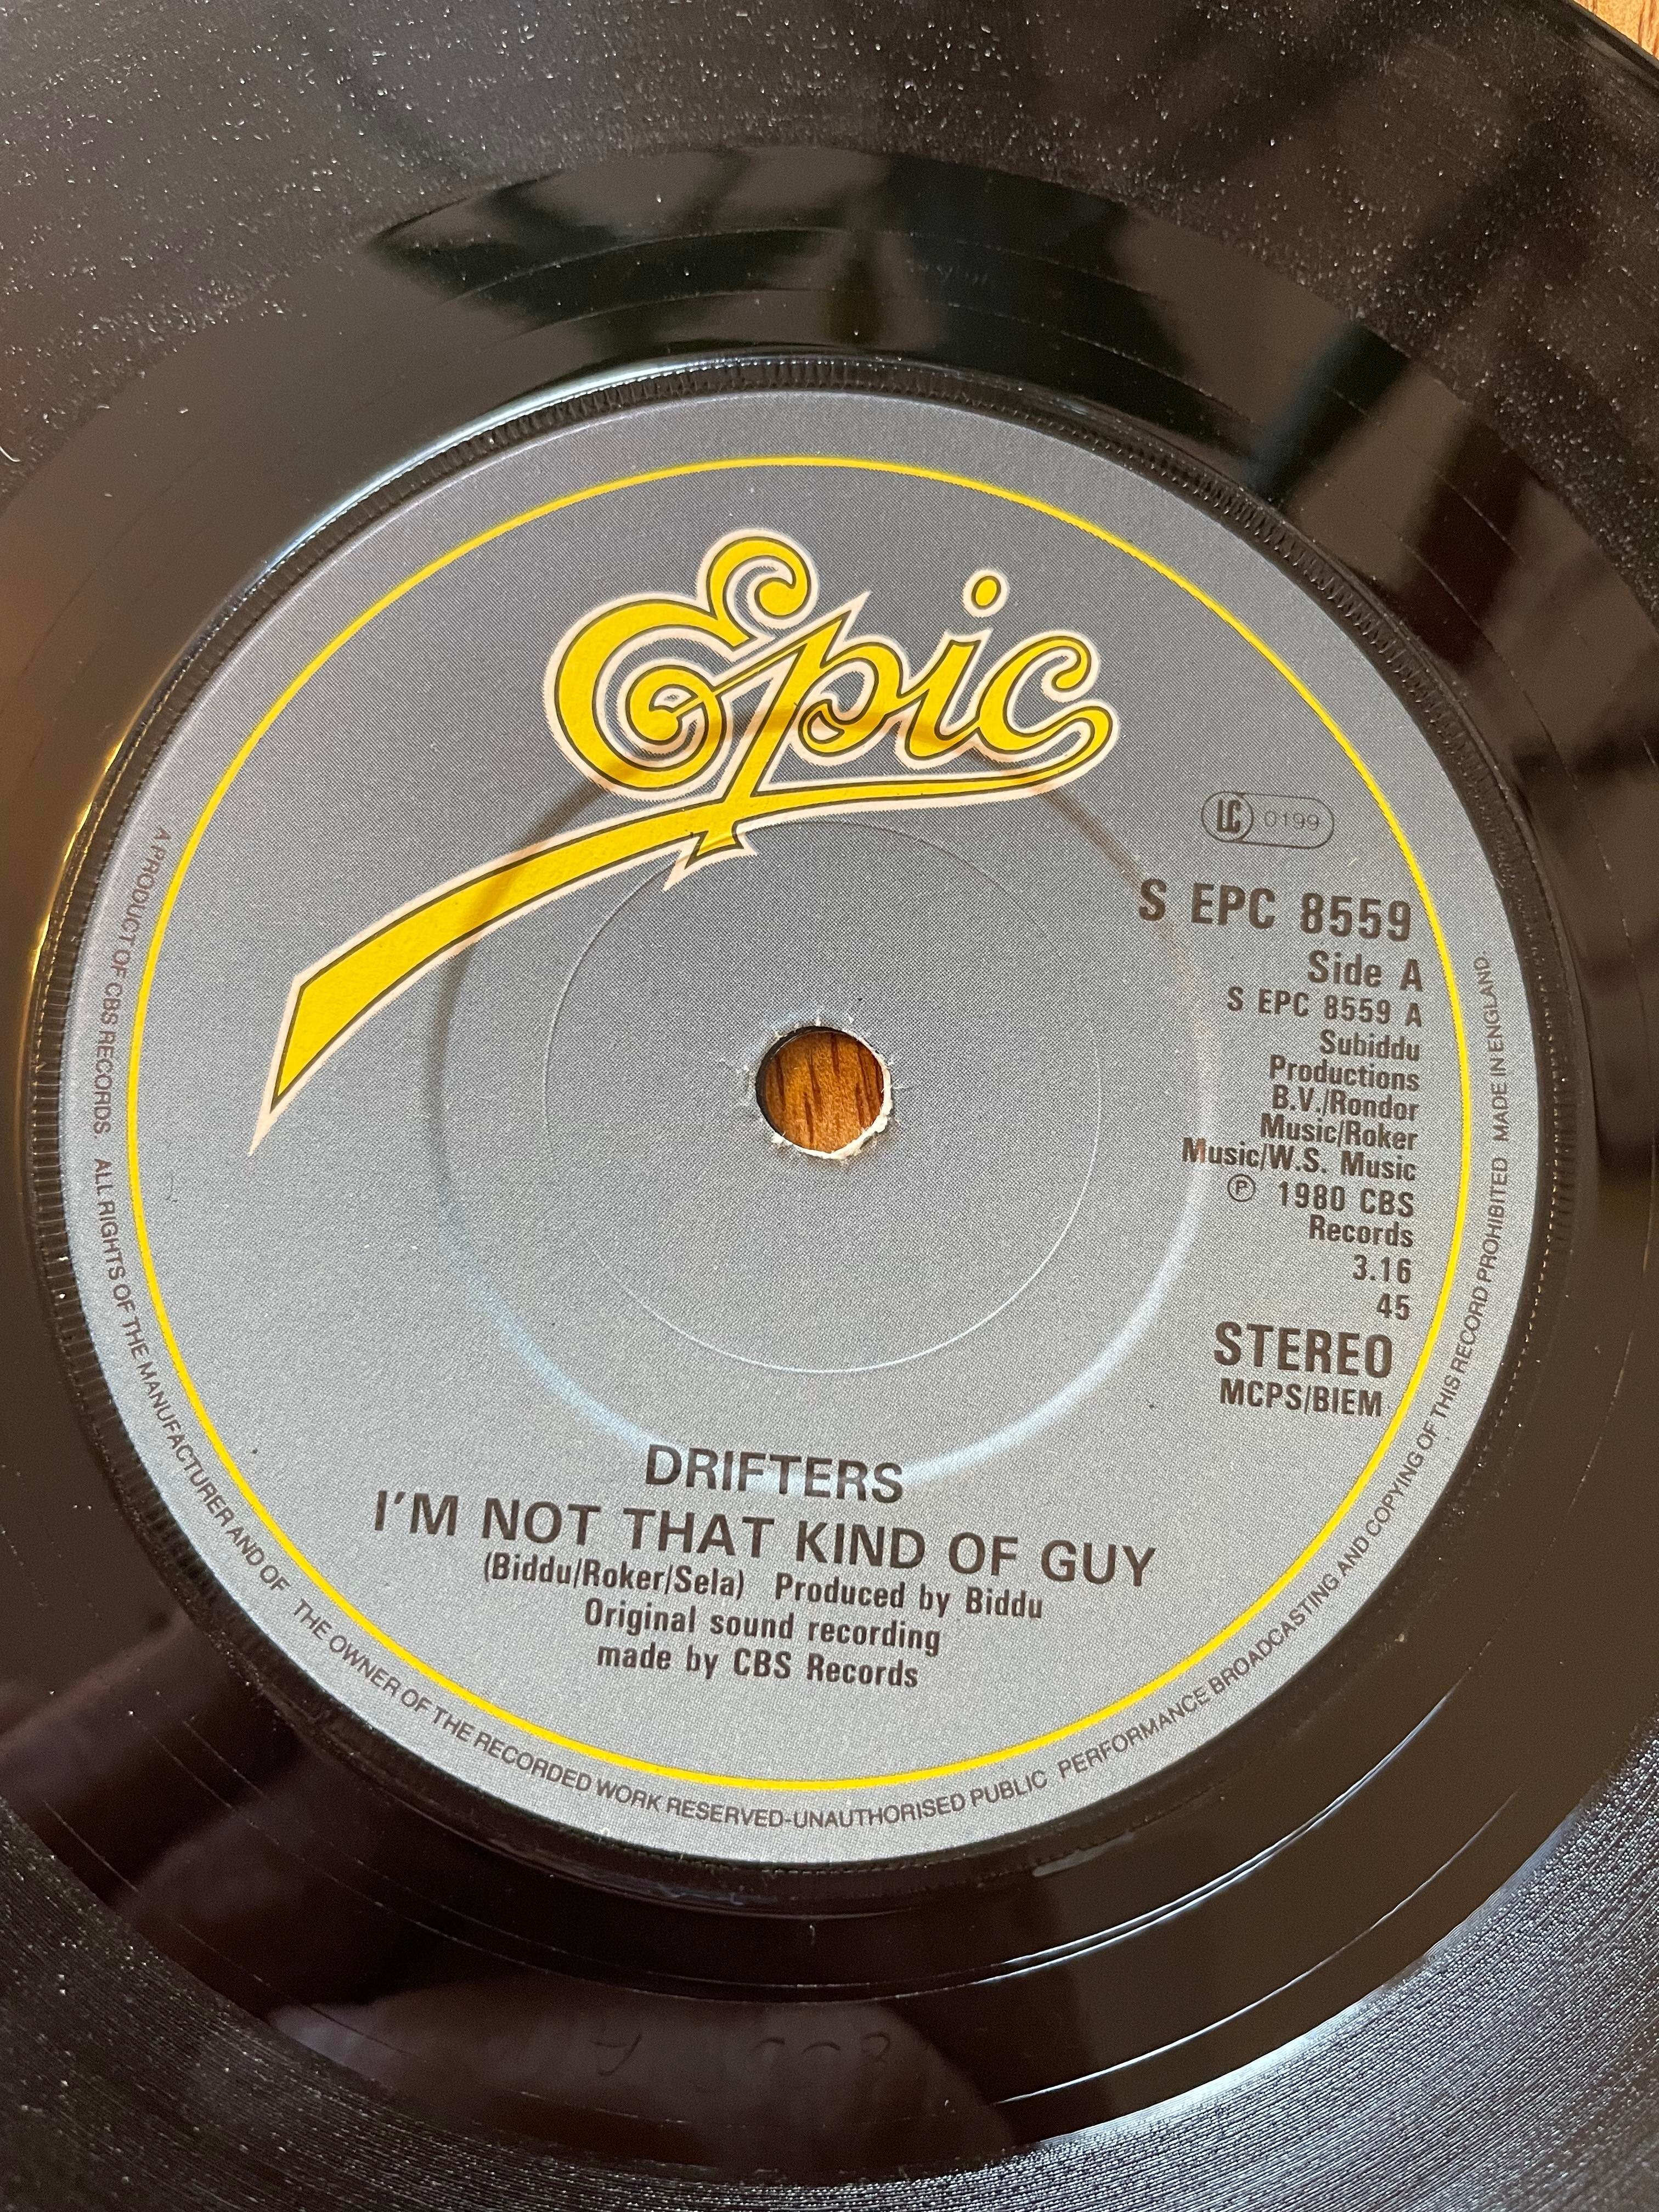 Epic
LC 0199
S EPC 8559
Side A
S EPC 8559 A
Subiddu
Productions
B.V./Rondor
Music/Roker
Music/W.S. Music
℗ 1980 CBS
Records
3.16
45
STEREO
MCPS/BIEM
DRIFTERS
I'M NOT THAT KIND OF GUY
(Biddu/Roker/Sela) Produced by Biddu
Original sound recording
made by CBS Records
A PRODUCT OF CBS RECORDS. ALL RIGHTS OF THE MANUFACTURER AND OF THE OWNER OF THE RECORDED WORK RESERVED-UNAUTHORISED PUBLIC PERFORMANCE BROADCASTING AND COPYING OF THIS RECORD PROHIBITED MADE IN ENGLAND.